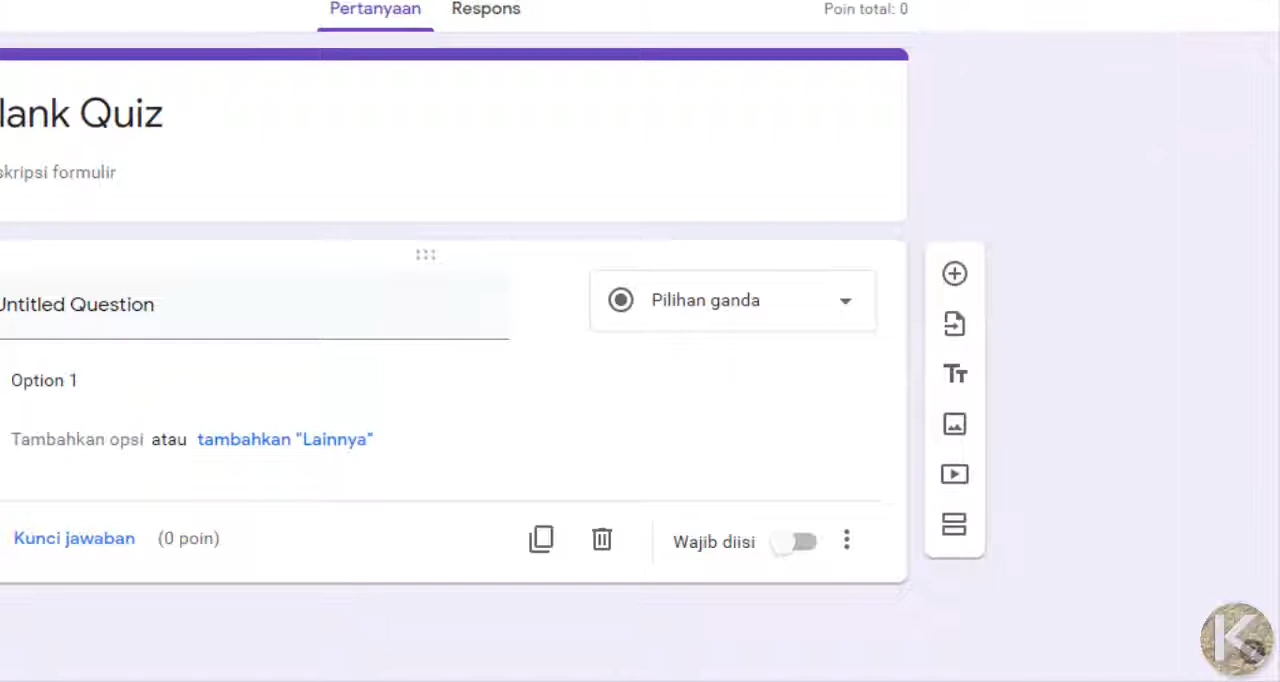 Pertanyaan Respons Poin total: 0
lank Quiz
skripsi formulir
Untitled Question Pilihan ganda
Option 1
Tambahkan opsi atau tambahkan "Lainnya"
Kunci jawaban (0 poin) Wajib diisi